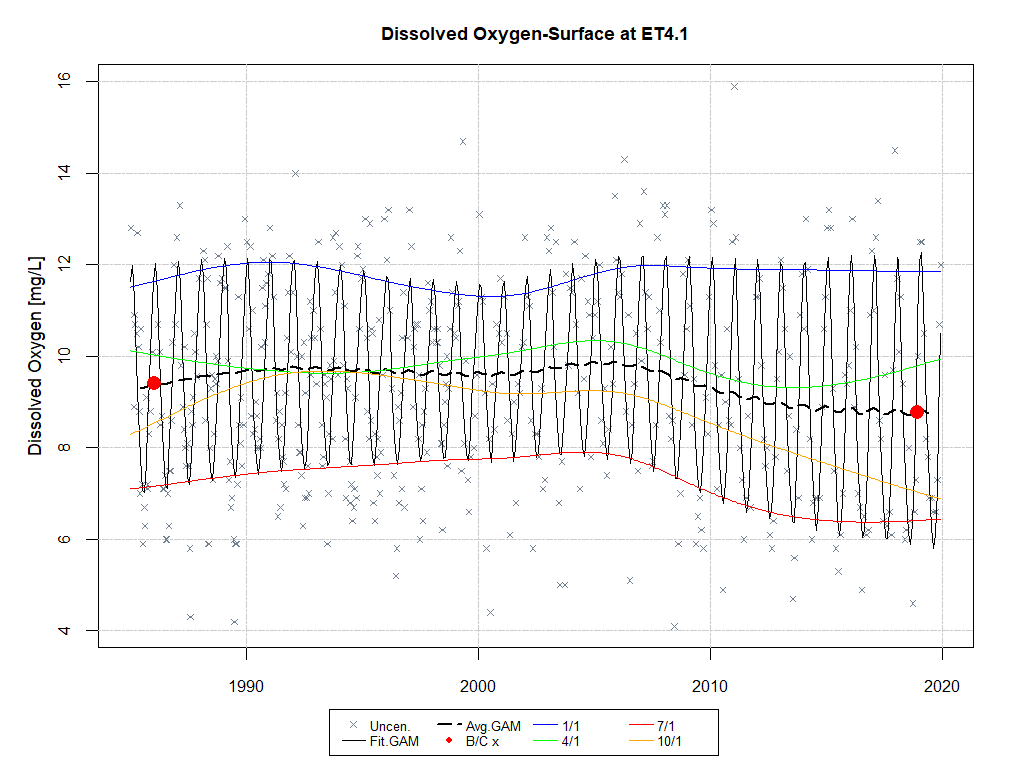 Dissolved Oxygen-Surface at ET4.1
Dissolved Oxygen [mg/L]
16
14
12
10
8
6
4
1990 2000 2010 2020
Uncen. Avg.GAM 1/1 7/1
Fit.GAM B/C x 4/1 10/1